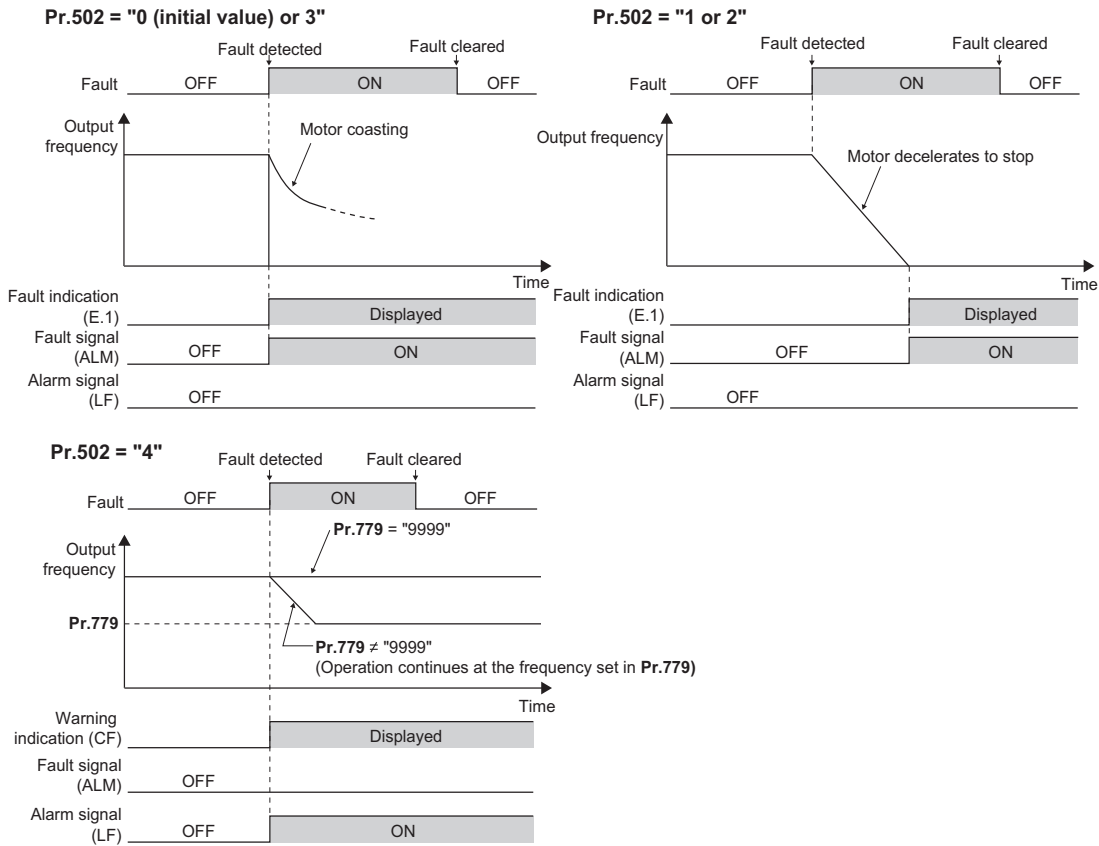 Pr.502 = "0 (initial value) or 3"
Fault detected
Fault cleared
Fault
OFF
ON
OFF
Output
frequency
Motor coasting
Time
Fault indication
(E.1)
Displayed
Fault signal
(ALM)
OFF
ON
Alarm signal
(LF)
OFF
Pr.502 = "1 or 2"
Fault detected
Fault cleared
Fault
OFF
ON
OFF
Output frequency
Motor decelerates to stop
Time
Fault indication
(E.1)
Displayed
Fault signal
(ALM)
OFF
ON
Alarm signal
(LF)
OFF
Pr.502 = "4"
Fault detected
Fault cleared
Fault
OFF
ON
OFF
Output
frequency
Pr.779 = "9999"
Pr.779
Pr.779 ≠ "9999"
(Operation continues at the frequency set in Pr.779)
Time
Warning
indication (CF)
Displayed
Fault signal
(ALM)
OFF
Alarm signal
(LF)
OFF
ON